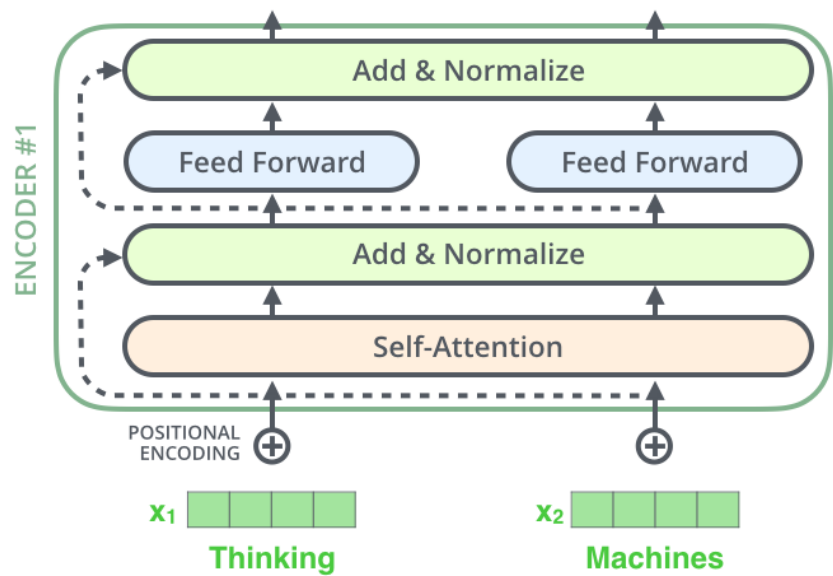 ENCODER #1
Add & Normalize
Feed Forward
Feed Forward
Add & Normalize
Self-Attention
POSITIONAL
ENCODING
x₁
x₂
Thinking
Machines